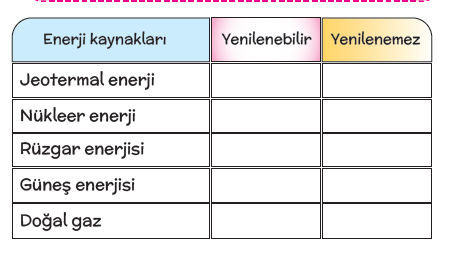 Enerji kaynakları Yenilenebilir Yenilenemez
Jeotermal enerji
Nükleer enerji
Rüzgar enerjisi
Güneş enerjisi
Doğal gaz